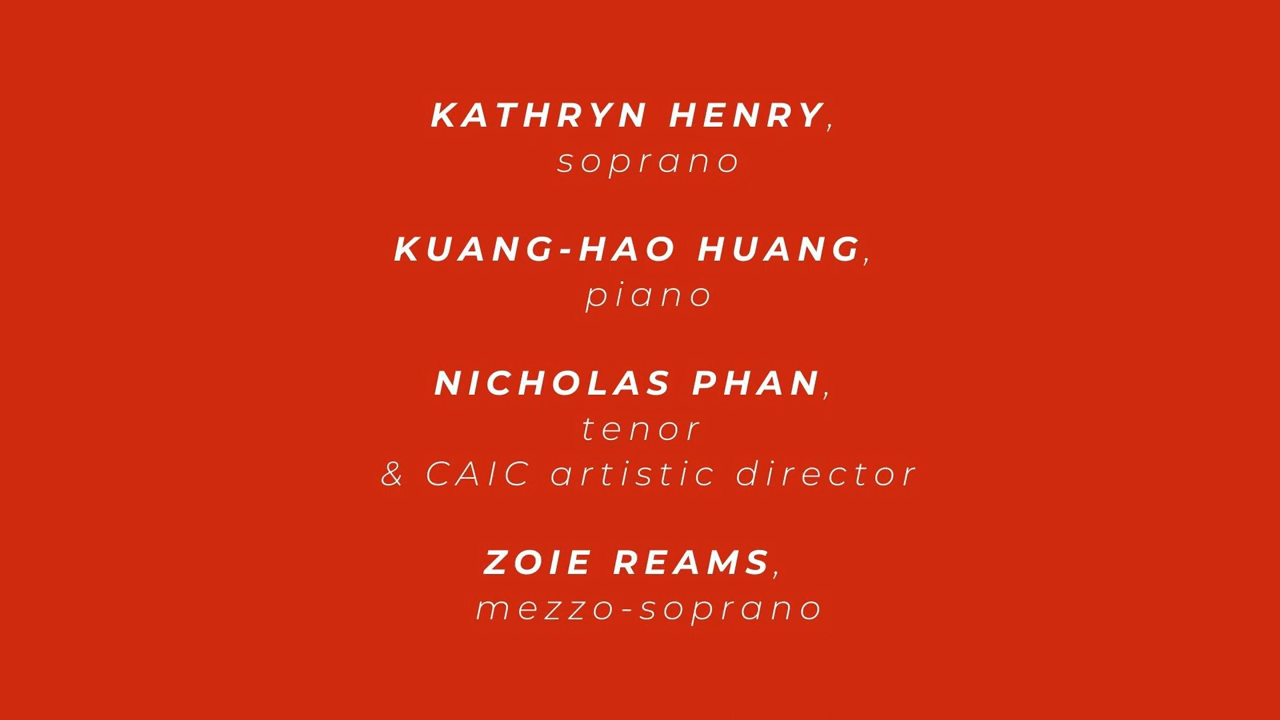 KATHRYN HENRY,
soprano
KUANG-HAO HUANG,
piano
NICHOLAS PHAN,
tenor
& CAIC artistic director
ZOIE REAMS,
mezzo-soprano